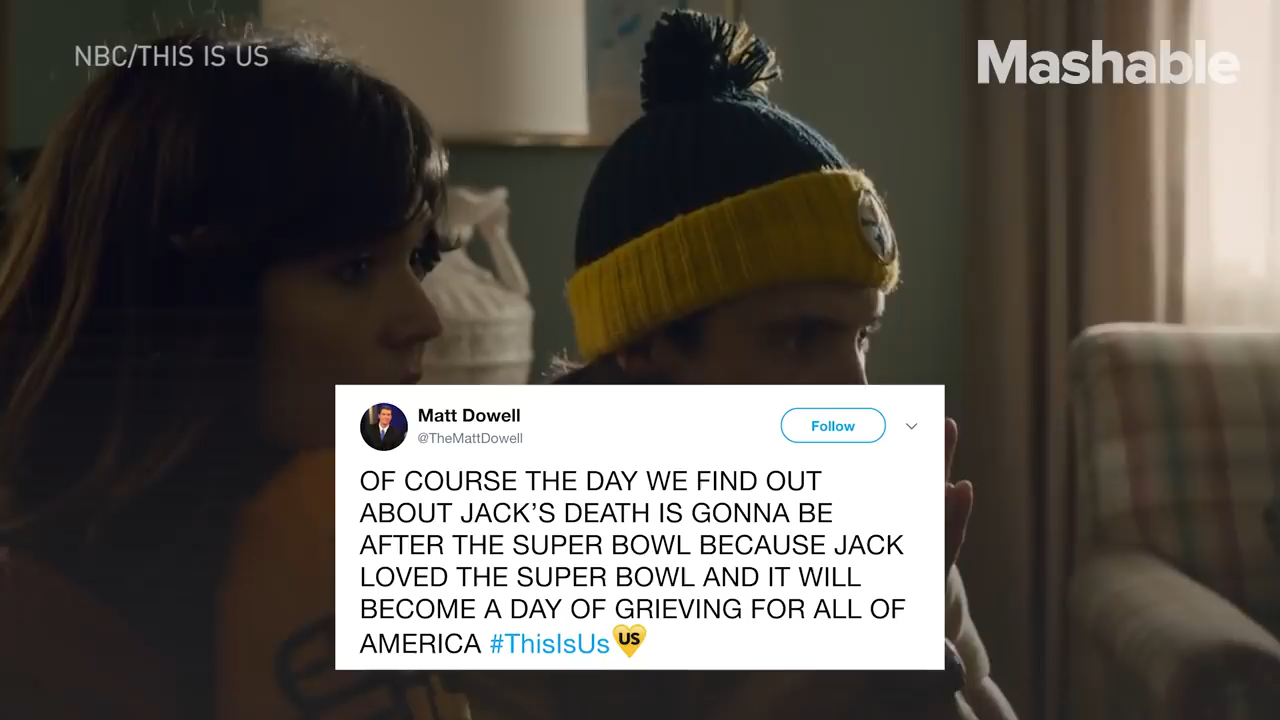 NBC/THIS IS US
Mashable
Matt Dowell
@TheMattDowell
Follow
OF COURSE THE DAY WE FIND OUT
ABOUT JACK’S DEATH IS GONNA BE
AFTER THE SUPER BOWL BECAUSE JACK
LOVED THE SUPER BOWL AND IT WILL
BECOME A DAY OF GRIEVING FOR ALL OF
AMERICA #ThisIsUs US